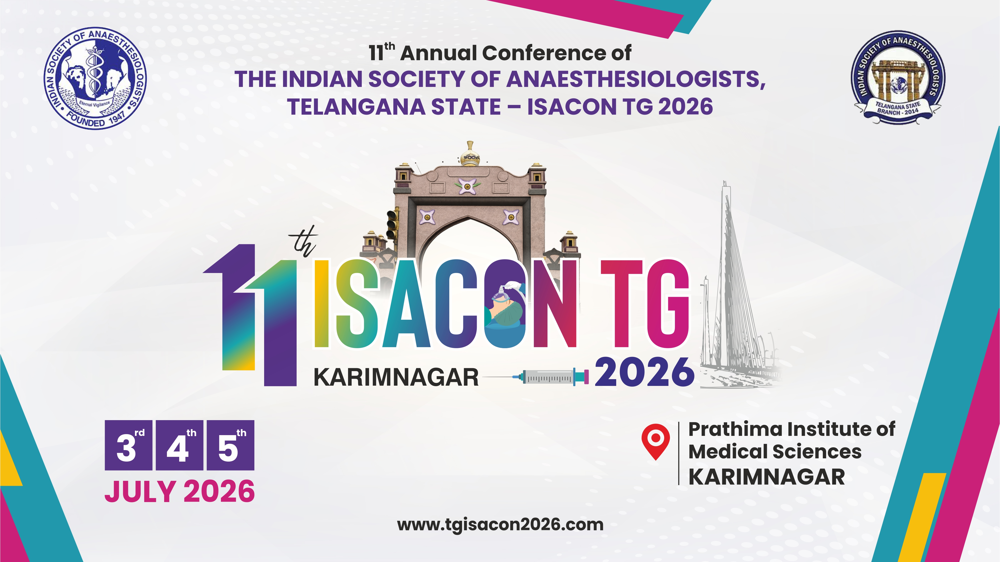 INDIAN SOCIETY OF ANAESTHESIOLOGISTS
Eternal Vigilance
FOUNDED 1947
11th Annual Conference of
THE INDIAN SOCIETY OF ANAESTHESIOLOGISTS,
TELANGANA STATE – ISACON TG 2026
INDIAN SOCIETY OF ANAESTHESIOLOGISTS
TELANGANA STATE
BRANCH - 2014
11th ISACON TG
KARIMNAGAR 2026
3rd 4th 5th
JULY 2026
Prathima Institute of
Medical Sciences
KARIMNAGAR
www.tgisacon2026.com